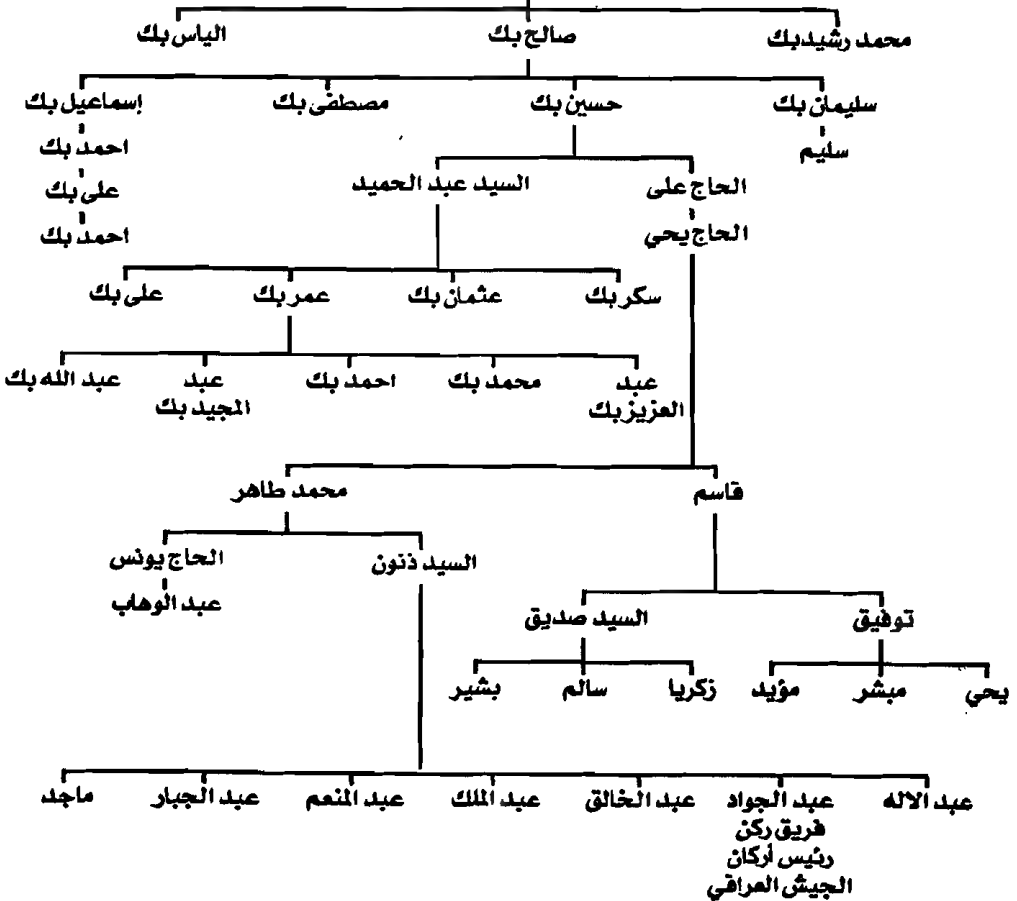 محمد رشيد بك صالح بك الياس بك
سليمان بك حسين بك مصطفى بك إسماعيل بك
سليم احمد بك
الحاج على السيد عبد الحميد على بك
الحاج يحي احمد بك
سكر بك عثمان بك عمر بك على بك
عبد العزيز بك محمد بك احمد بك عبد المجيد بك عبد الله بك
قاسم محمد طاهر
السيد ذنون الحاج يونس
توفيق السيد صديق عبد الوهاب
يحي مبشر مؤيد زكريا سالم بشير
عبد الاله عبد الجواد عبد الخالق عبد الملك عبد المنعم عبد الجبار ماجد
فريق ركن
رئيس أركان
الجيش العراقي